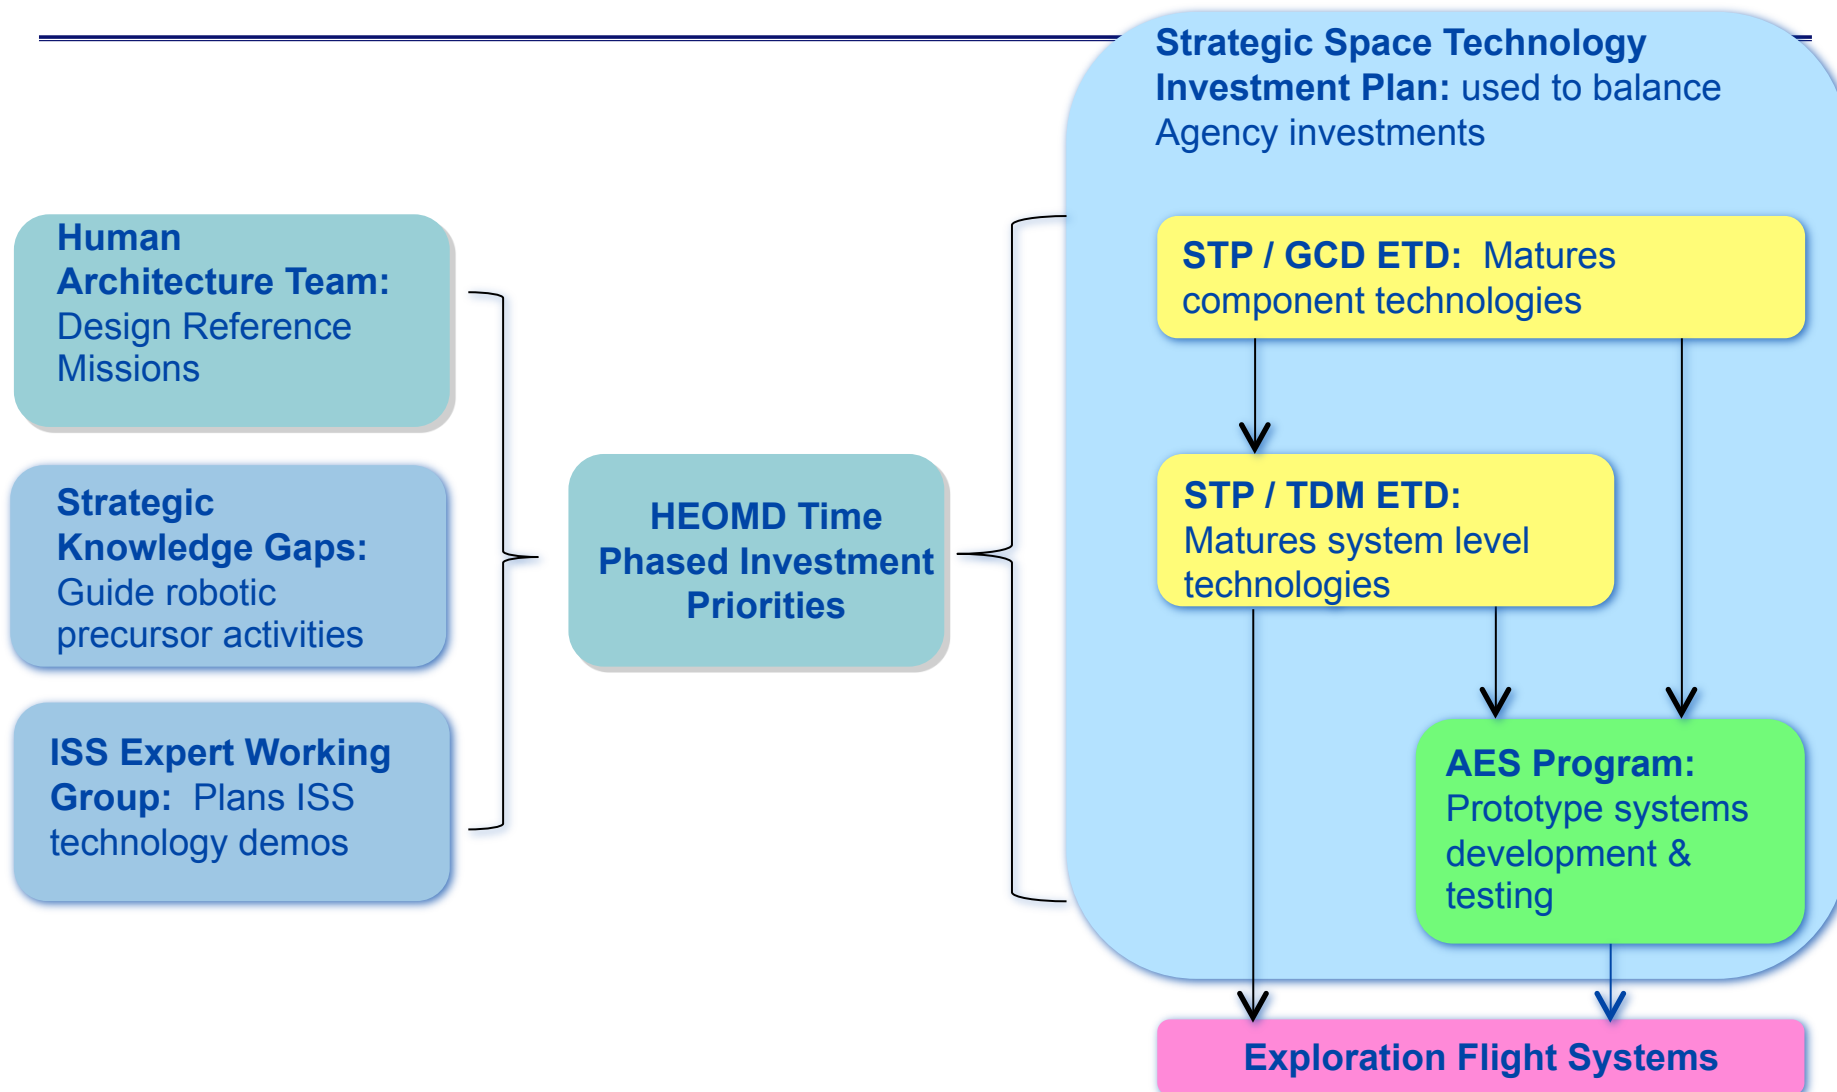 Strategic Space Technology
Investment Plan: used to balance
Agency investments
Human
Architecture Team:
Design Reference
Missions
Strategic
Knowledge Gaps:
Guide robotic
precursor activities
ISS Expert Working
Group: Plans ISS
technology demos
HEOMD Time
Phased Investment
Priorities
STP / GCD ETD: Matures
component technologies
STP / TDM ETD:
Matures system level
technologies
AES Program:
Prototype systems
development &
testing
Exploration Flight Systems